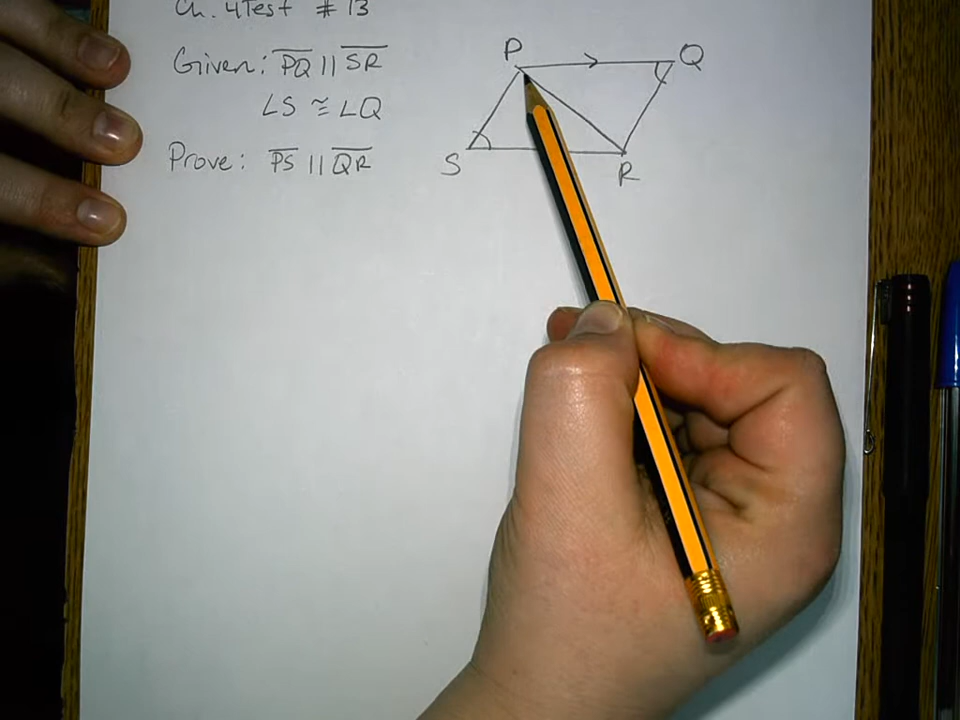 Ch. 4 Test # 13
Given: PQ || SR
∠S ≅ ∠Q
Prove: PS || QR
P
Q
S
R